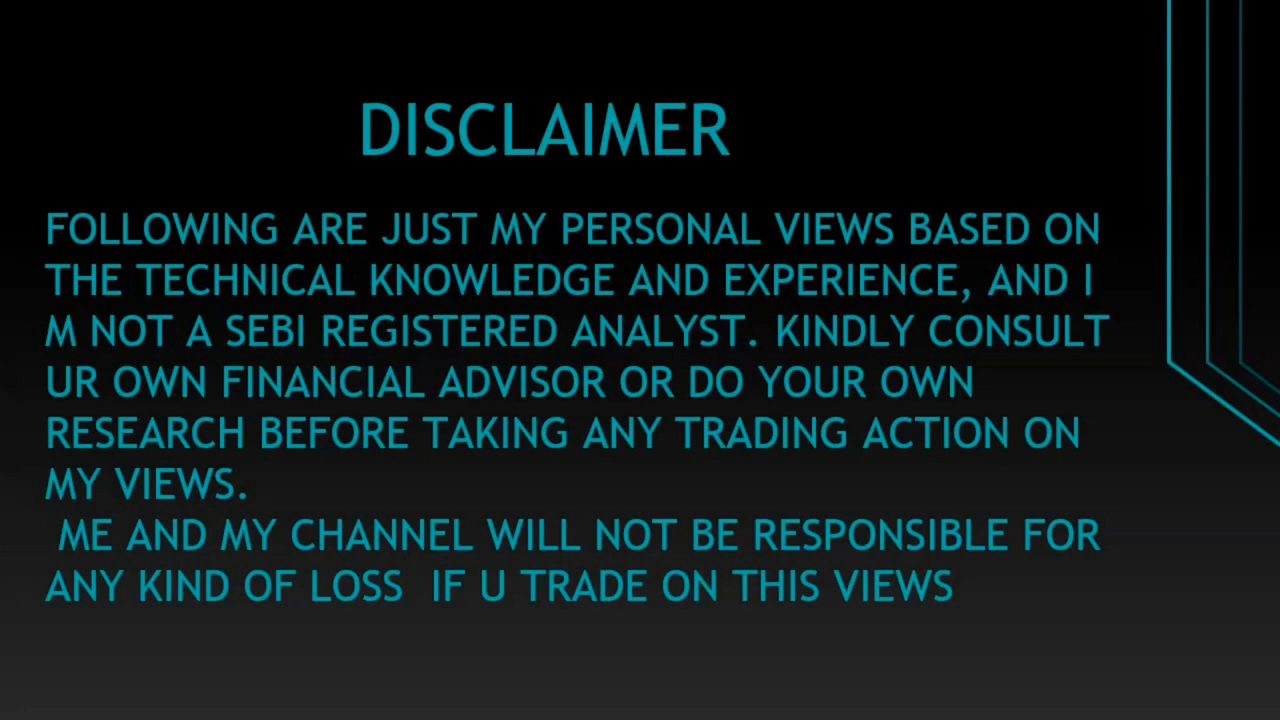 DISCLAIMER
FOLLOWING ARE JUST MY PERSONAL VIEWS BASED ON
THE TECHNICAL KNOWLEDGE AND EXPERIENCE, AND I
M NOT A SEBI REGISTERED ANALYST. KINDLY CONSULT
UR OWN FINANCIAL ADVISOR OR DO YOUR OWN
RESEARCH BEFORE TAKING ANY TRADING ACTION ON
MY VIEWS.
ME AND MY CHANNEL WILL NOT BE RESPONSIBLE FOR
ANY KIND OF LOSS  IF U TRADE ON THIS VIEWS